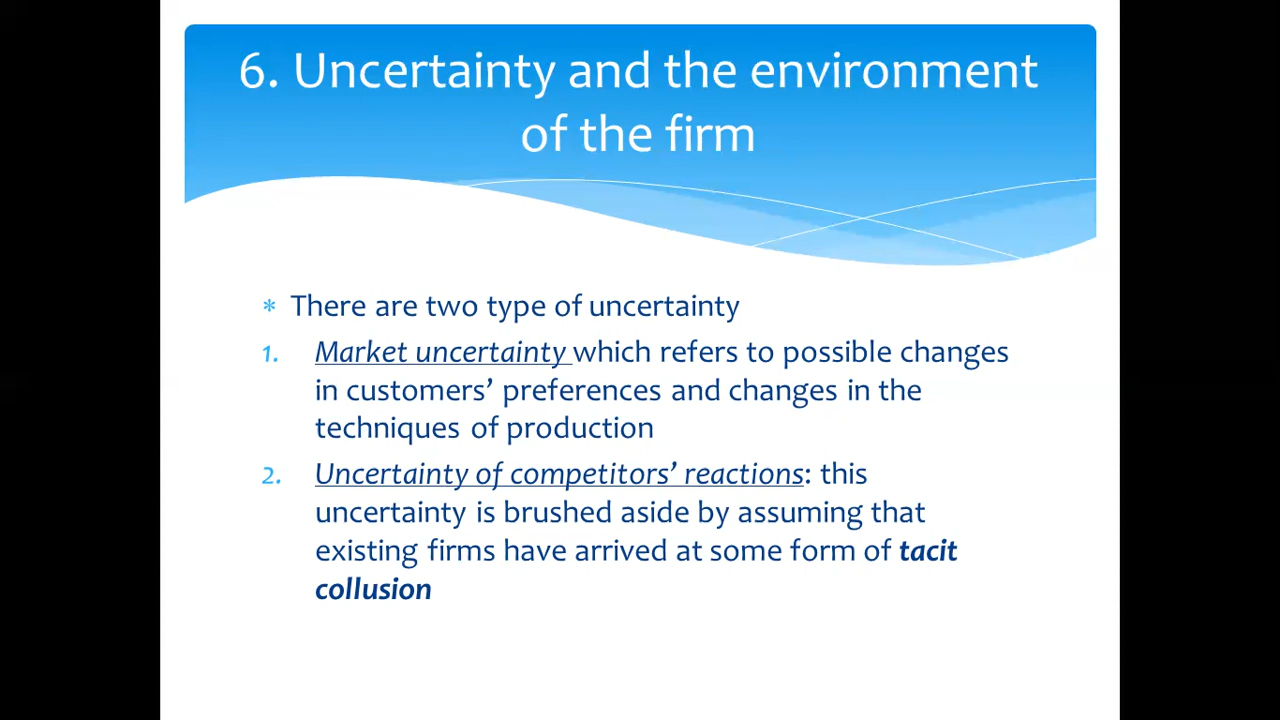 6. Uncertainty and the environment
of the firm
* There are two type of uncertainty
1. Market uncertainty which refers to possible changes
in customers’ preferences and changes in the
techniques of production
2. Uncertainty of competitors’ reactions: this
uncertainty is brushed aside by assuming that
existing firms have arrived at some form of tacit
collusion